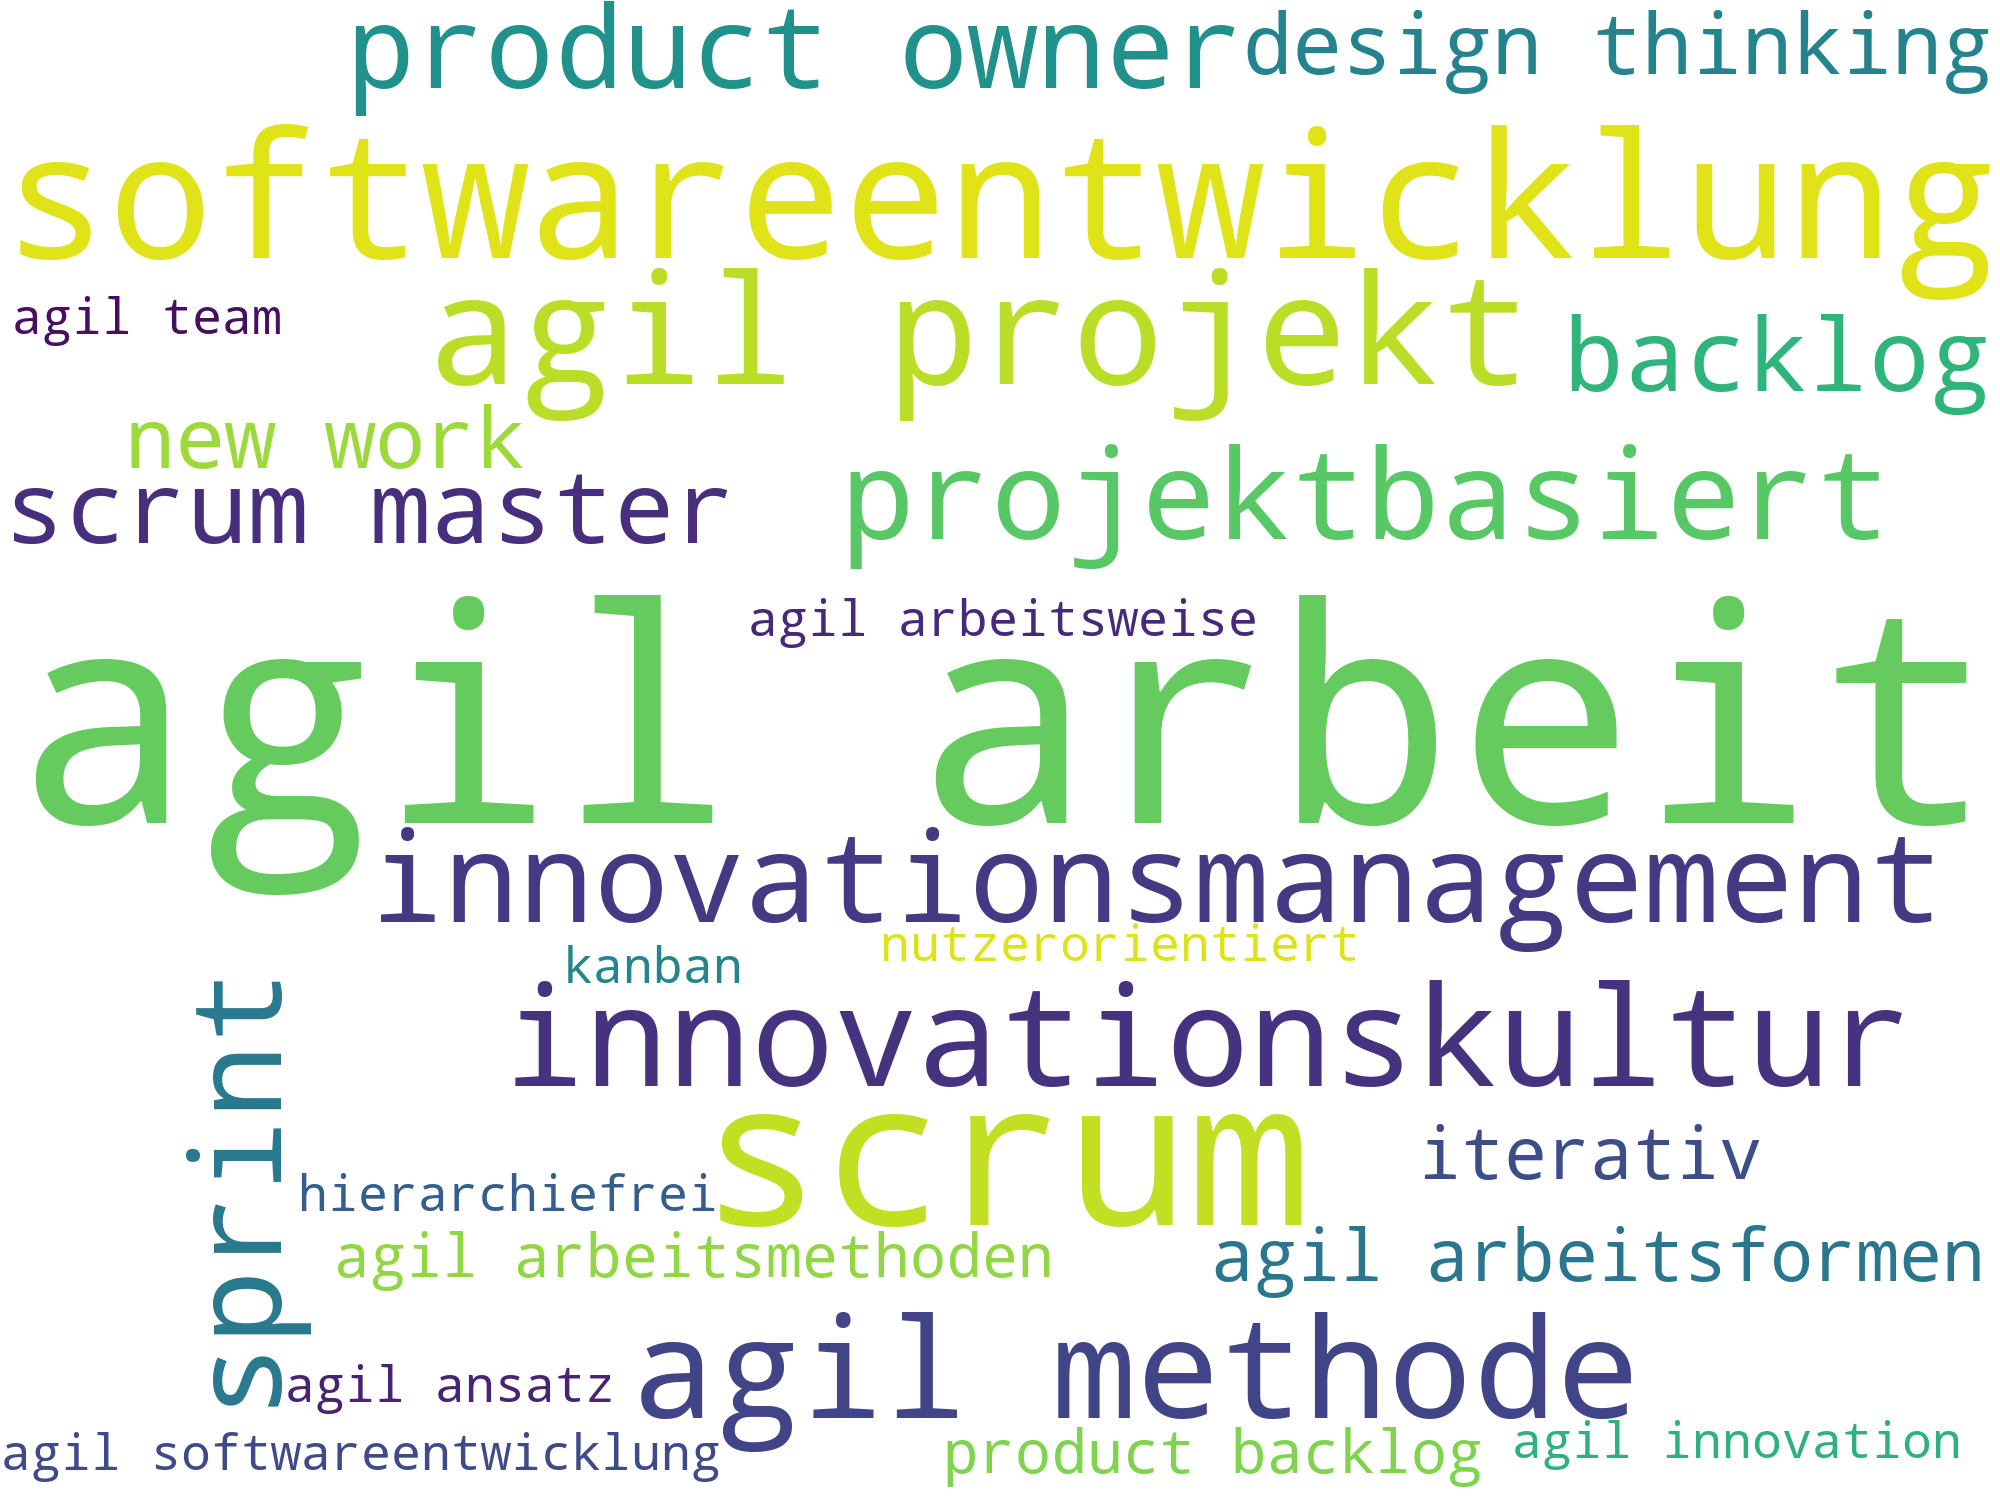 product owner
design thinking
softwareentwicklung
agil team
agil projekt
backlog
new work
scrum master
projektbasiert
agil arbeitsweise
agil arbeit
innovationsmanagement
kanban
nutzerorientiert
innovationskultur
sprint
scrum
iterativ
hierarchiefrei
agil arbeitsmethoden
agil arbeitsformen
agil ansatz
agil methode
agil softwareentwicklung
product backlog
agil innovation